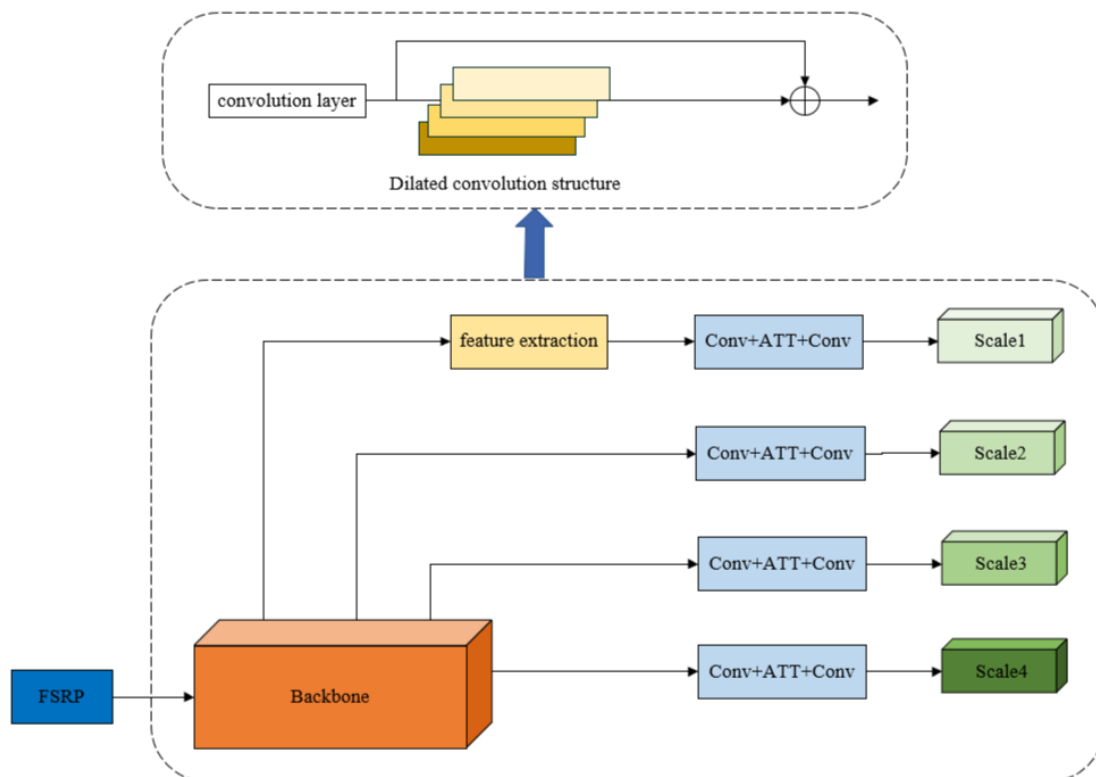 convolution layer
Dilated convolution structure
feature extraction
Conv+ATT+Conv
Scale1
Conv+ATT+Conv
Scale2
Conv+ATT+Conv
Scale3
Conv+ATT+Conv
Scale4
FSRP
Backbone